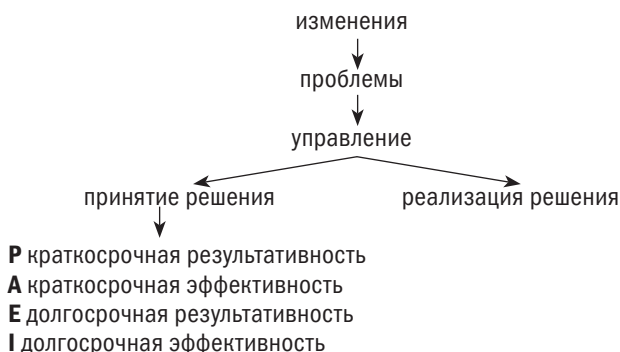 изменения
проблемы
управление
принятие решения реализация решения
P краткосрочная результативность
A краткосрочная эффективность
E долгосрочная результативность
I долгосрочная эффективность